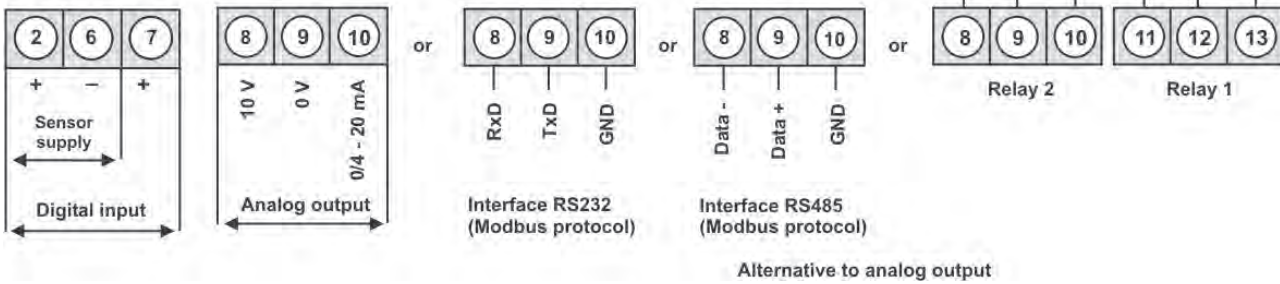 2 6 7
+ – +
Sensor
supply
Digital input
8 9 10
10 V
0 V
0/4 - 20 mA
Analog output
or
8 9 10
RxD
TxD
GND
Interface RS232
(Modbus protocol)
or
8 9 10
Data -
Data +
GND
Interface RS485
(Modbus protocol)
or
8 9 10
Relay 2
11 12 13
Relay 1
Alternative to analog output